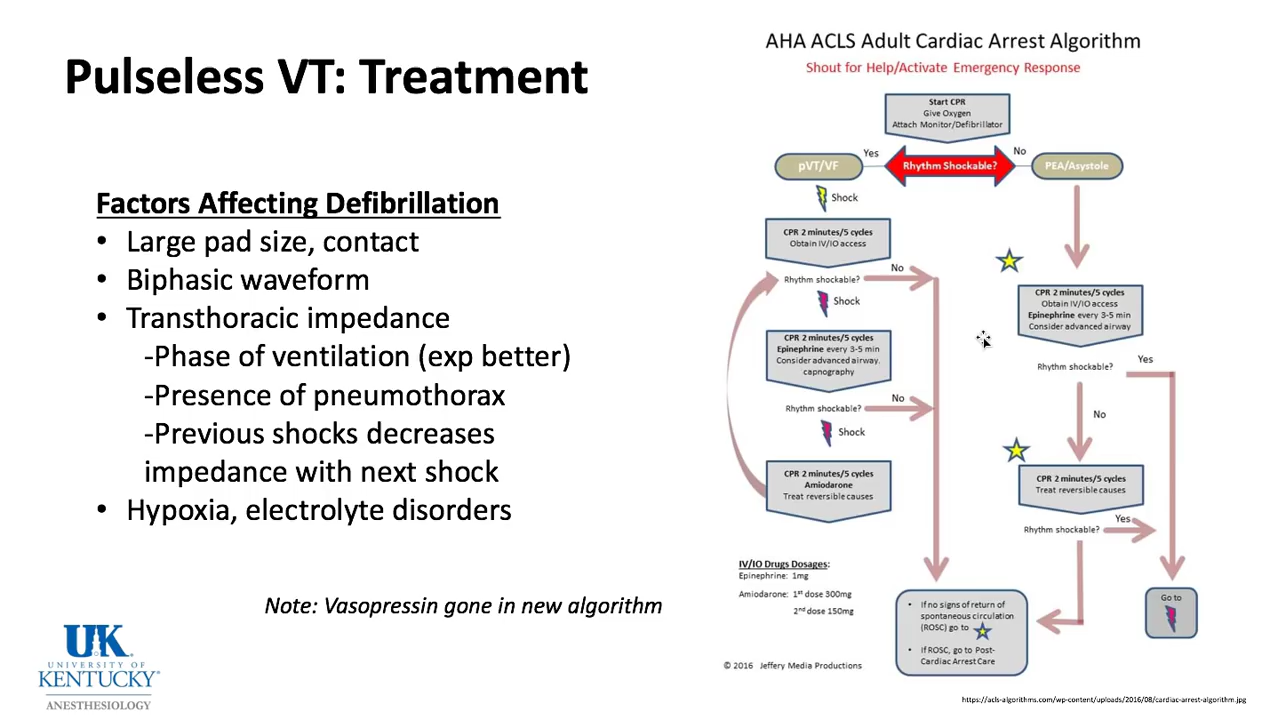 Pulseless VT: Treatment
Factors Affecting Defibrillation
• Large pad size, contact
• Biphasic waveform
• Transthoracic impedance
-Phase of ventilation (exp better)
-Presence of pneumothorax
-Previous shocks decreases
impedance with next shock
• Hypoxia, electrolyte disorders
Note: Vasopressin gone in new algorithm
UK
UNIVERSITY OF
KENTUCKY
ANESTHESIOLOGY
AHA ACLS Adult Cardiac Arrest Algorithm
Shout for Help/Activate Emergency Response
Start CPR
Give Oxygen
Attach Monitor/Defibrillator
Yes
No
pVT/VF
Rhythm Shockable?
PEA/Asystole
Shock
CPR 2 minutes/5 cycles
Obtain IV/IO access
Rhythm shockable?
No
Shock
CPR 2 minutes/5 cycles
Epinephrine every 3-5 min
Consider advanced airway,
capnography
Rhythm shockable?
No
Shock
CPR 2 minutes/5 cycles
Amiodarone
Treat reversible causes
CPR 2 minutes/5 cycles
Obtain IV/IO access
Epinephrine every 3-5 min
Consider advanced airway
Rhythm shockable?
Yes
No
CPR 2 minutes/5 cycles
Treat reversible causes
Rhythm shockable?
Yes
IV/IO Drugs Dosages:
Epinephrine: 1mg
Amiodarone: 1st dose 300mg
2nd dose 150mg
• If no signs of return of
spontaneous circulation
(ROSC) go to
• If ROSC, go to Post-
Cardiac Arrest Care
Go to
© 2016 Jeffery Media Productions
https://acls-algorithms.com/wp-content/uploads/2016/08/cardiac-arrest-algorithm.jpg